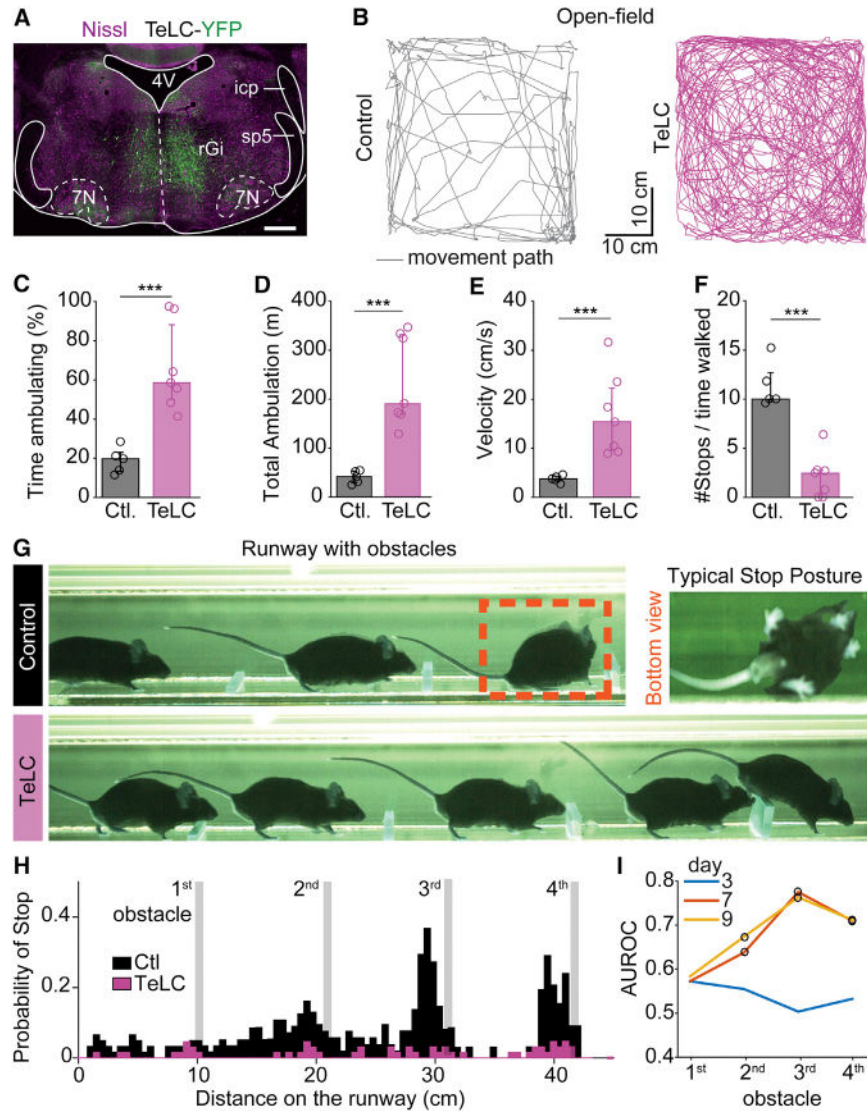 A
Nissl TeLC-YFP
4V
icp
sp5
rGi
7N
7N
B
Open-field
Control
TeLC
10 cm
10 cm
movement path
C
Time ambulating (%)
***
100
80
60
40
20
0
Ctl. TeLC
D
Total Ambulation (m)
***
400
300
200
100
0
Ctl. TeLC
E
Velocity (cm/s)
***
40
30
20
10
0
Ctl. TeLC
F
#Stops / time walked
***
20
15
10
5
0
Ctl. TeLC
G
Runway with obstacles
Typical Stop Posture
Control
Bottom view
TeLC
H
Probability of Stop
0.4
0.2
0
1st
obstacle
2nd
3rd
4th
Ctl
TeLC
0 10 20 30 40
Distance on the runway (cm)
I
day
3
7
9
AUROC
0.8
0.7
0.6
0.5
0.4
1st 2nd 3rd 4th
obstacle